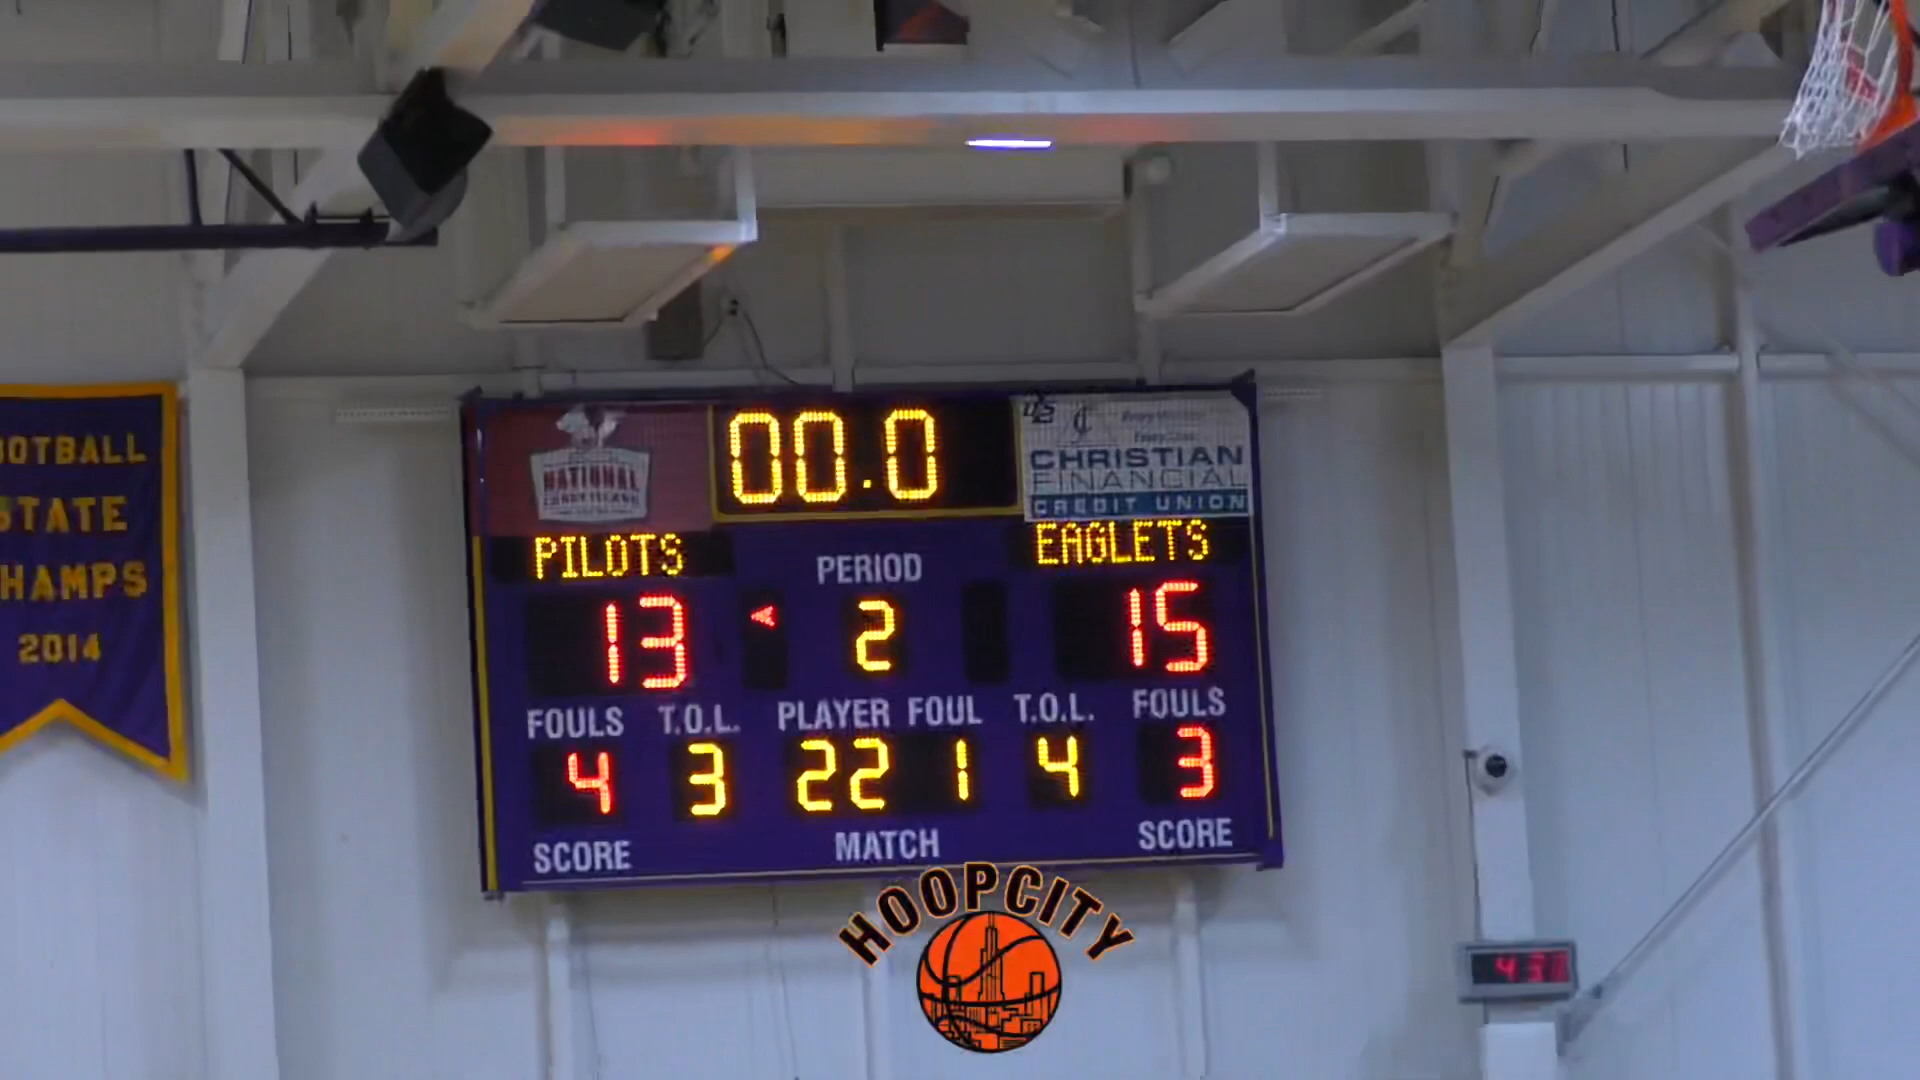 OOTBALL
STATE
HAMPS
2014
NATIONAL
00.0
CHRISTIAN
FINANCIAL
CREDIT UNION
PILOTS
PERIOD
EAGLETS
13
2
15
FOULS T.O.L. PLAYER FOUL T.O.L. FOULS
4 3 22 1 4 3
SCORE MATCH SCORE
HOOPCITY